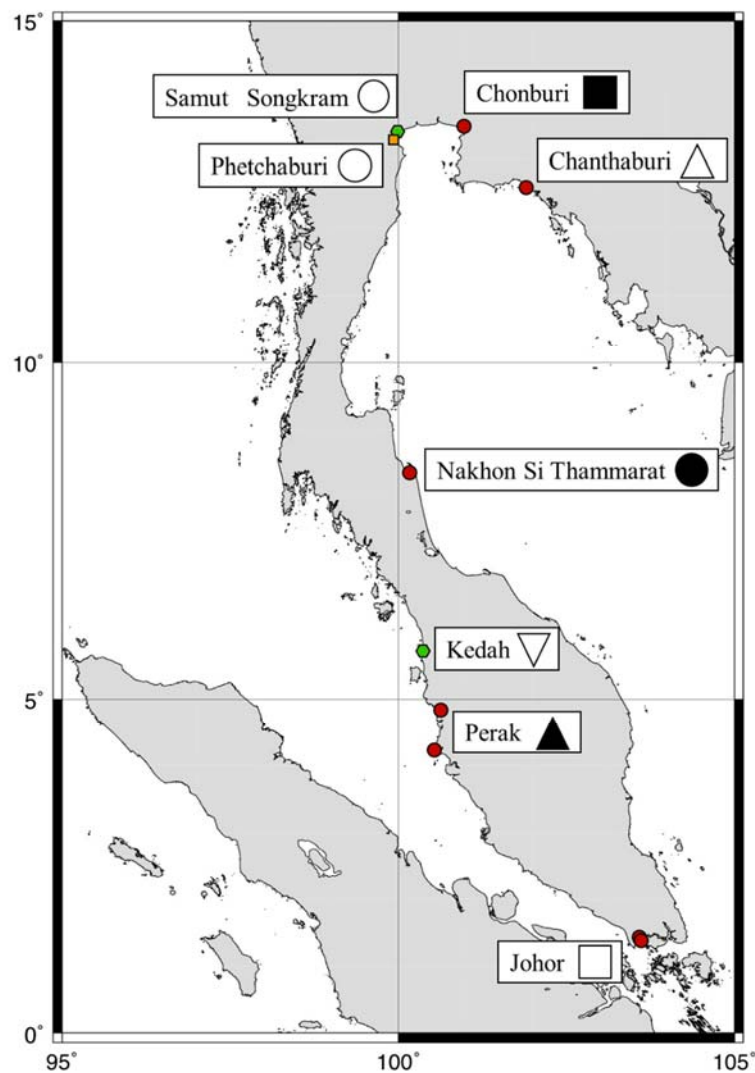 15°
Samut Songkram
Chonburi
Phetchaburi
Chanthaburi
10°
Nakhon Si Thammarat
Kedah
5°
Perak
Johor
0°
95°
100°
105°